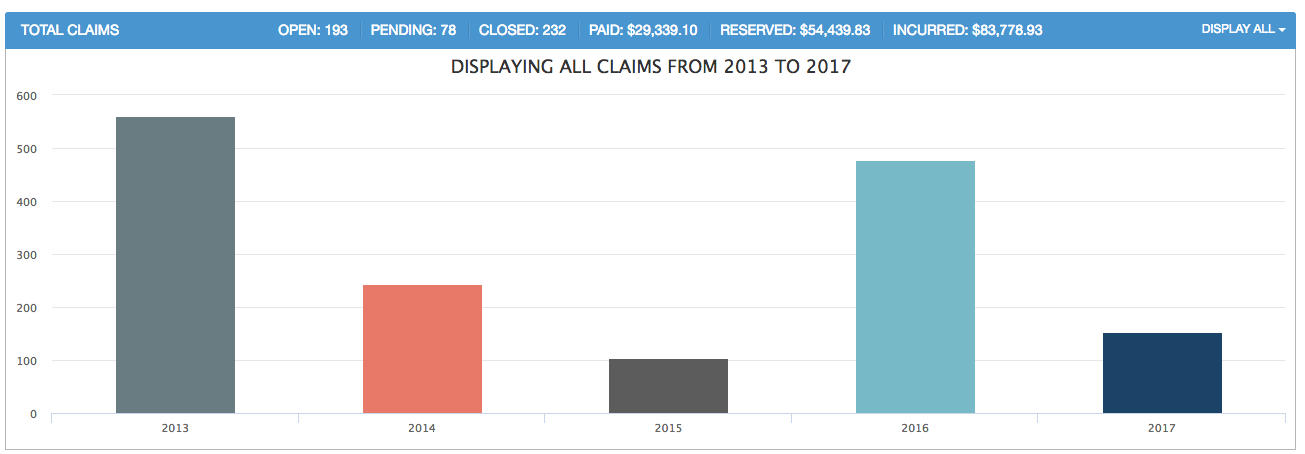 TOTAL CLAIMS OPEN: 193 PENDING: 78 CLOSED: 232 PAID: $29,339.10 RESERVED: $54,439.83 INCURRED: $83,778.93 DISPLAY ALL
DISPLAYING ALL CLAIMS FROM 2013 TO 2017
600
500
400
300
200
100
0
2013 2014 2015 2016 2017